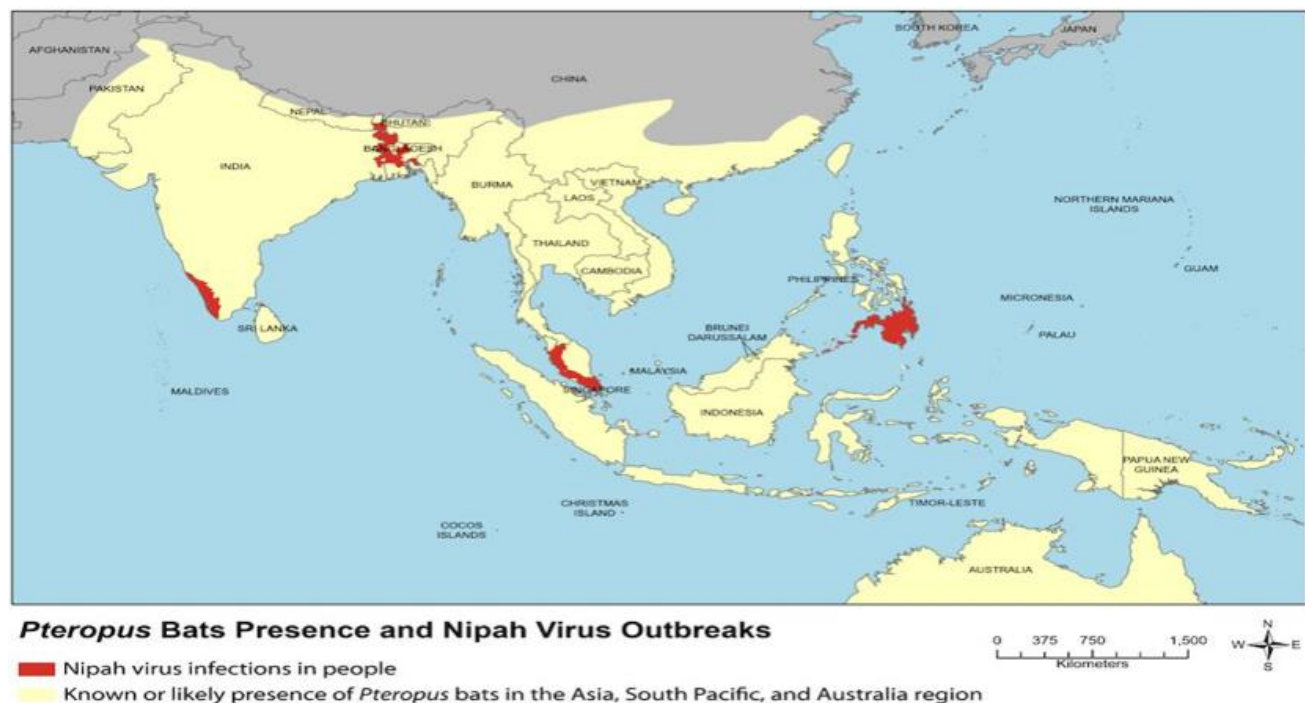 SOUTH KOREA
JAPAN
AFGHANISTAN
CHINA
PAKISTAN
NEPAL
BHUTAN
BANGLADESH
INDIA
BURMA
VIETNAM
LAOS
NORTHERN MARIANA
ISLANDS
THAILAND
CAMBODIA
PHILIPPINES
GUAM
MICRONESIA
SRI LANKA
BRUNEI
DARUSSALAM
PALAU
MALAYSIA
MALDIVES
SINGAPORE
INDONESIA
PAPUA NEW
GUINEA
CHRISTMAS
ISLAND
TIMOR-LESTE
COCOS
ISLANDS
AUSTRALIA
Pteropus Bats Presence and Nipah Virus Outbreaks
0 375 750 1,500
Kilometers
N
W E
S
Nipah virus infections in people
Known or likely presence of Pteropus bats in the Asia, South Pacific, and Australia region